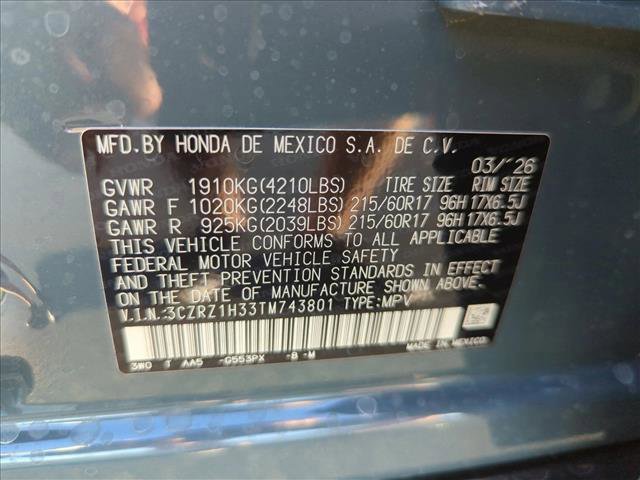 MFD.BY HONDA DE MEXICO S.A. DE C.V.
03/'26
GVWR 1910KG(4210LBS) TIRE SIZE RIM SIZE
GAWR F 1020KG(2248LBS) 215/60R17 96H 17X6.5J
GAWR R 925KG(2039LBS) 215/60R17 96H 17X6.5J
THIS VEHICLE CONFORMS TO ALL APPLICABLE
FEDERAL MOTOR VEHICLE SAFETY
AND THEFT PREVENTION STANDARDS IN EFFECT
ON THE DATE OF MANUFACTURE SHOWN ABOVE.
V.I.N.:3CZRZ1H33TM743801 TYPE:MPV
3W0 AA5 G553PX -B -M
MADE IN MEXICO